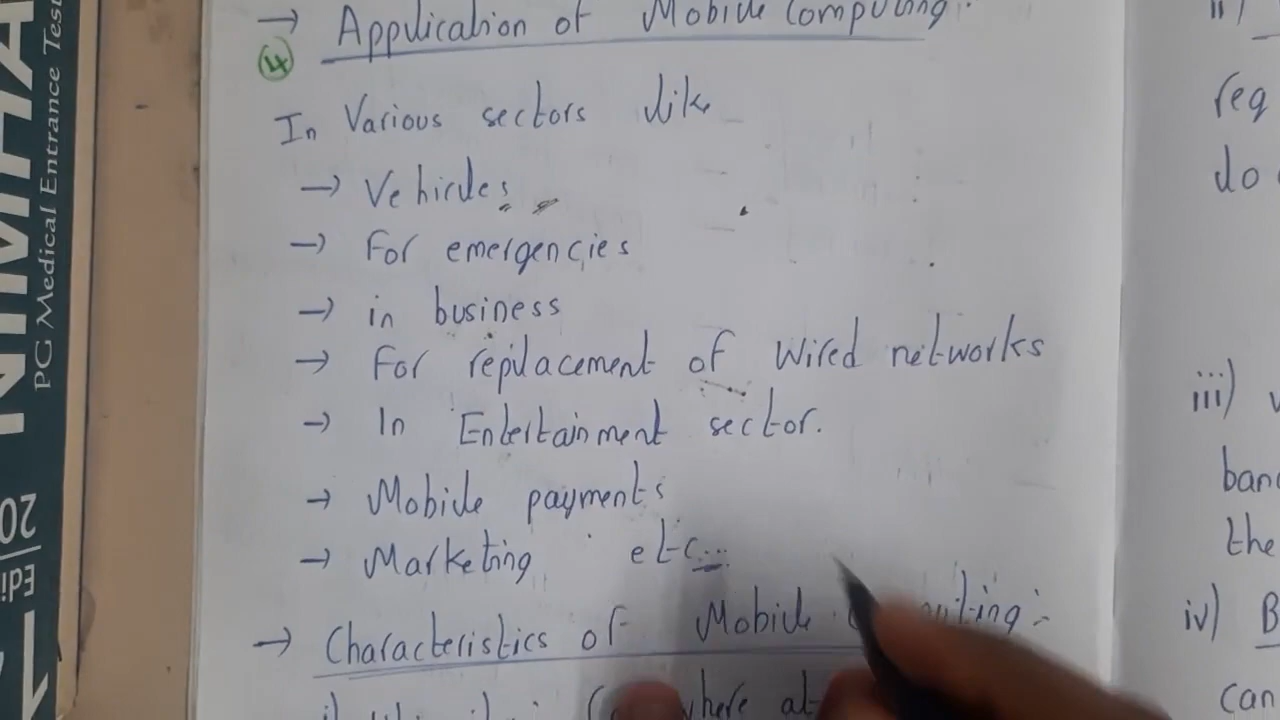 → Application of Mobile Computing:
④
In Various sectors like
→ Vehicles
→ For emergencies
→ in business
→ For replacement of Wired networks
→ In Entertainment sector.
→ Mobile payments
→ Marketing etc...
→ Characteristics of Mobile
ii)
req
do
iii)
the
iv) B
can
PG Medical Entrance Test
20
Edi